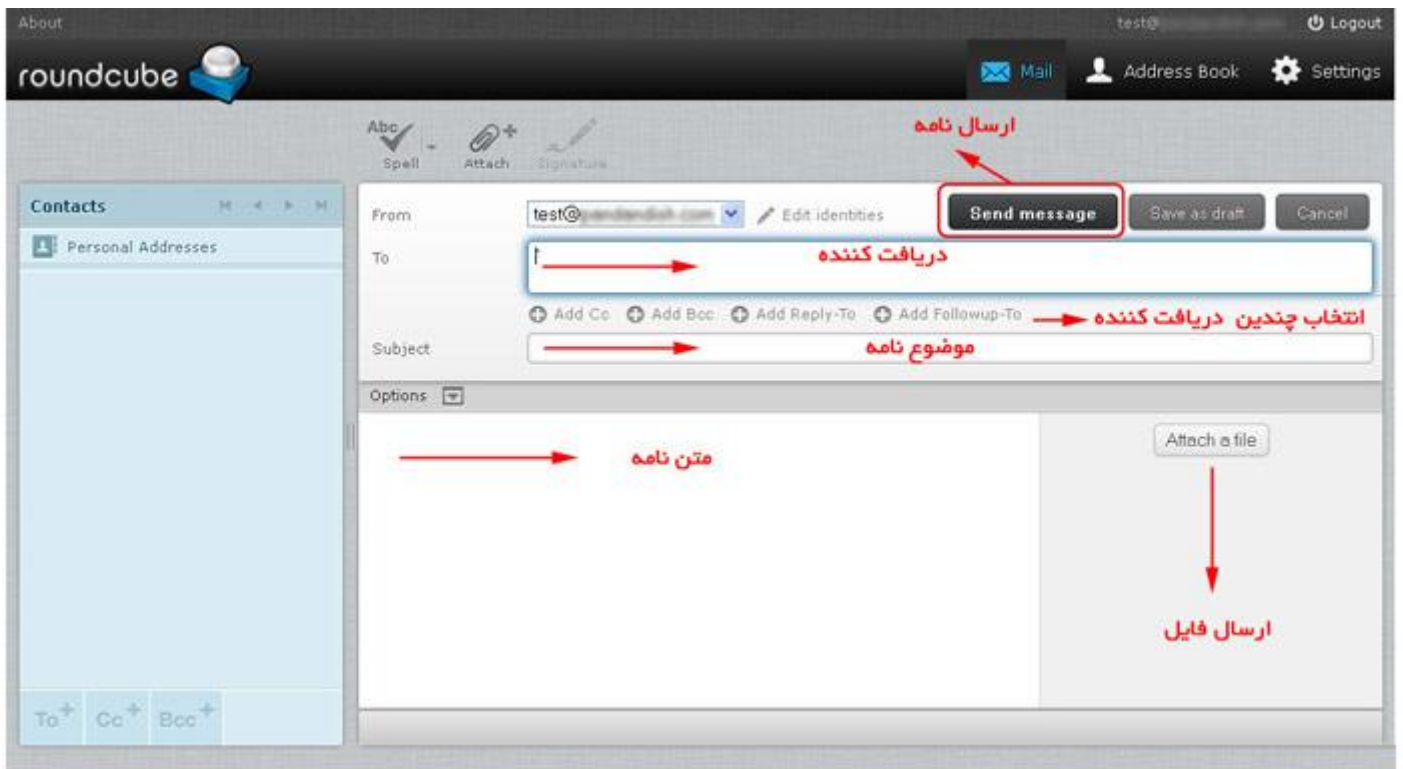 About test@ Logout
roundcube Mail Address Book Settings
ارسال نامه
Abc
Spell Attach Signature
Contacts
Personal Addresses
From test@ Edit identities Send message Save as draft Cancel
To دریافت کننده
Add Cc Add Bcc Add Reply-To Add Followup-To انتخاب چندین دریافت کننده
Subject موضوع نامه
Options
متن نامه
Attach a file
ارسال فایل
To+ Cc+ Bcc+